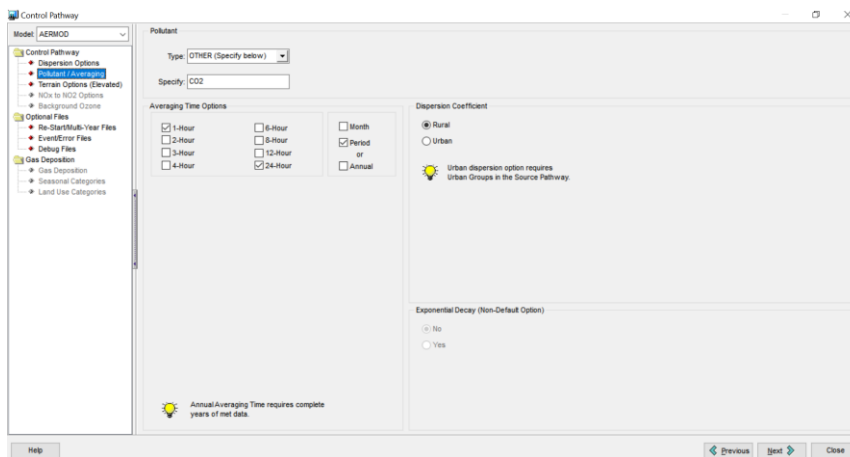 Control Pathway
Model: AERMOD
Control Pathway
Dispersion Options
Pollutant / Averaging
Terrain Options (Elevated)
NOx to NO2 Options
Background Ozone
Optional Files
Re-Start/Multi-Year Files
Event/Error Files
Debug Files
Gas Deposition
Gas Deposition
Seasonal Categories
Land Use Categories
Pollutant
Type: OTHER (Specify below)
Specify: CO2
Averaging Time Options
1-Hour
2-Hour
3-Hour
4-Hour
6-Hour
8-Hour
12-Hour
24-Hour
Month
Period
or
Annual
Annual Averaging Time requires complete
years of met data.
Dispersion Coefficient
Rural
Urban
Urban dispersion option requires
Urban Groups in the Source Pathway.
Exponential Decay (Non-Default Option)
No
Yes
Help
Previous
Next
Close